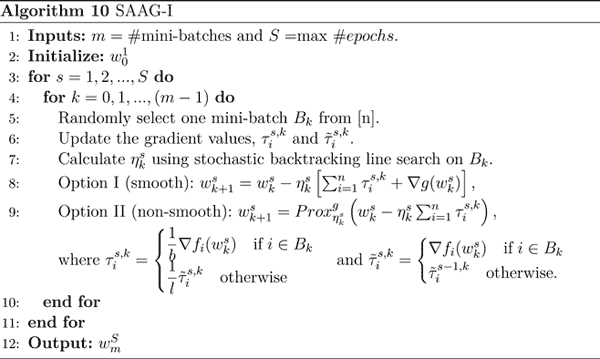 Algorithm 10 SAAG-I
1: Inputs: m = #mini-batches and S =max #epochs.
2: Initialize: w_0^1
3: for s = 1, 2, ..., S do
4: for k = 0, 1, ..., (m − 1) do
5: Randomly select one mini-batch B_k from [n].
6: Update the gradient values, τ_i^{s,k} and τ̃_i^{s,k}.
7: Calculate η_k^s using stochastic backtracking line search on B_k.
8: Option I (smooth): w_{k+1}^s = w_k^s − η_k^s [∑_{i=1}^n τ_i^{s,k} + ∇g(w_k^s)],
9: Option II (non-smooth): w_{k+1}^s = Prox_{η_k^s}^g (w_k^s − η_k^s ∑_{i=1}^n τ_i^{s,k}),
where τ_i^{s,k} = { 1/b ∇f_i(w_k^s) if i ∈ B_k; 1/l τ̃_i^{s,k} otherwise and τ̃_i^{s,k} = { ∇f_i(w_k^s) if i ∈ B_k; τ̃_i^{s−1,k} otherwise.
10: end for
11: end for
12: Output: w_m^S